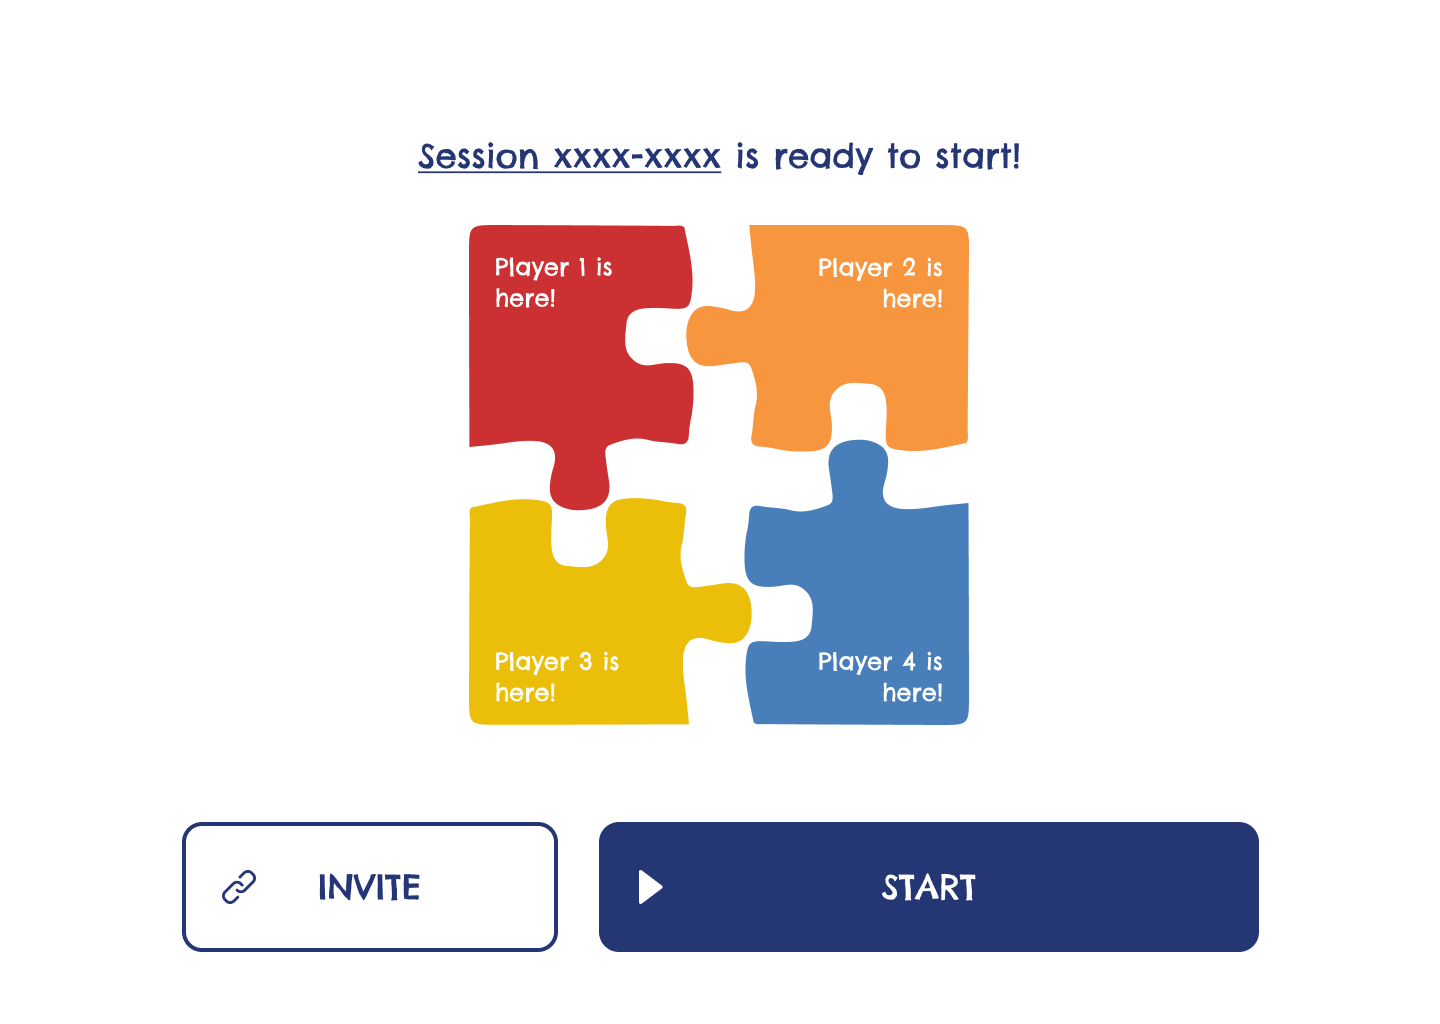 Session xxxx-xxxx is ready to start!
Player 1 is
here!
Player 2 is
here!
Player 3 is
here!
Player 4 is
here!
INVITE
START